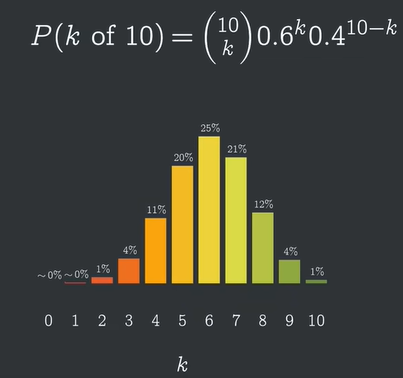 P(k of 10) = (10 k) 0.6^k 0.4^{10-k}
~0% ~0% 1% 4% 11% 20% 25% 21% 12% 4% 1%
0 1 2 3 4 5 6 7 8 9 10
k